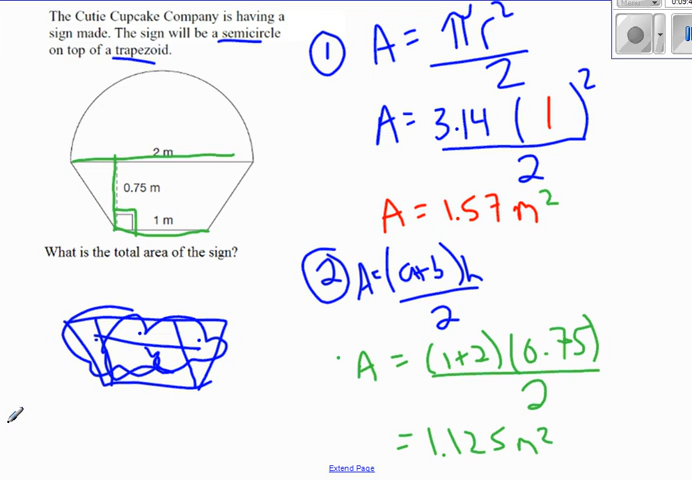 The Cutie Cupcake Company is having a
sign made. The sign will be a semicircle
on top of a trapezoid.
2 m
0.75 m
1 m
What is the total area of the sign?
① A = πr²/2
A = 3.14 (1)²/2
A = 1.57 m²
② A=(a+b)h/2
A = (1+2)(0.75)/2
= 1.125 m²
Extend Page